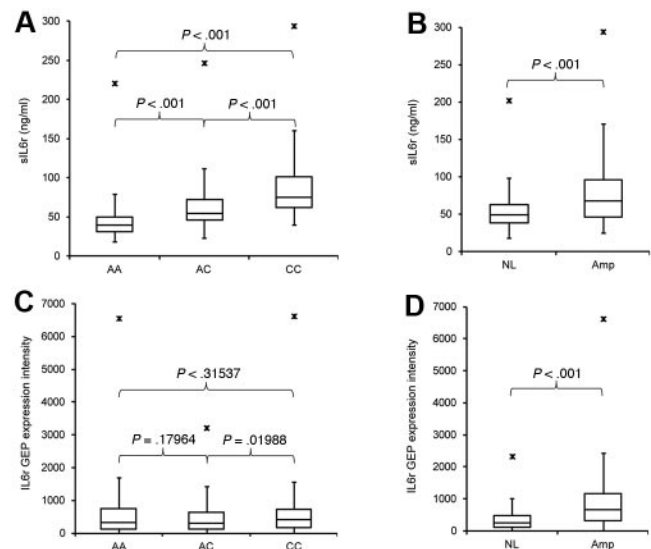 A
sIL6r (ng/ml)
300
250
200
150
100
50
0
P < .001
P < .001
P < .001
AA
AC
CC
B
sIL6r (ng/ml)
300
250
200
150
100
50
0
P < .001
NL
Amp
C
IL6r GEP expression intensity
7000
6000
5000
4000
3000
2000
1000
0
P < .31537
P = .17964
P = .01988
AA
AC
CC
D
IL6r GEP expression intensity
7000
6000
5000
4000
3000
2000
1000
0
P < .001
NL
Amp